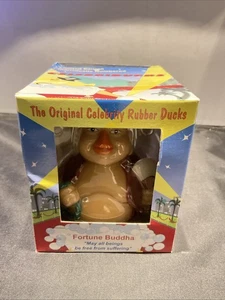 The Original Celebrity Rubber Ducks
Fortune Buddha
"May all beings
be free from suffering"